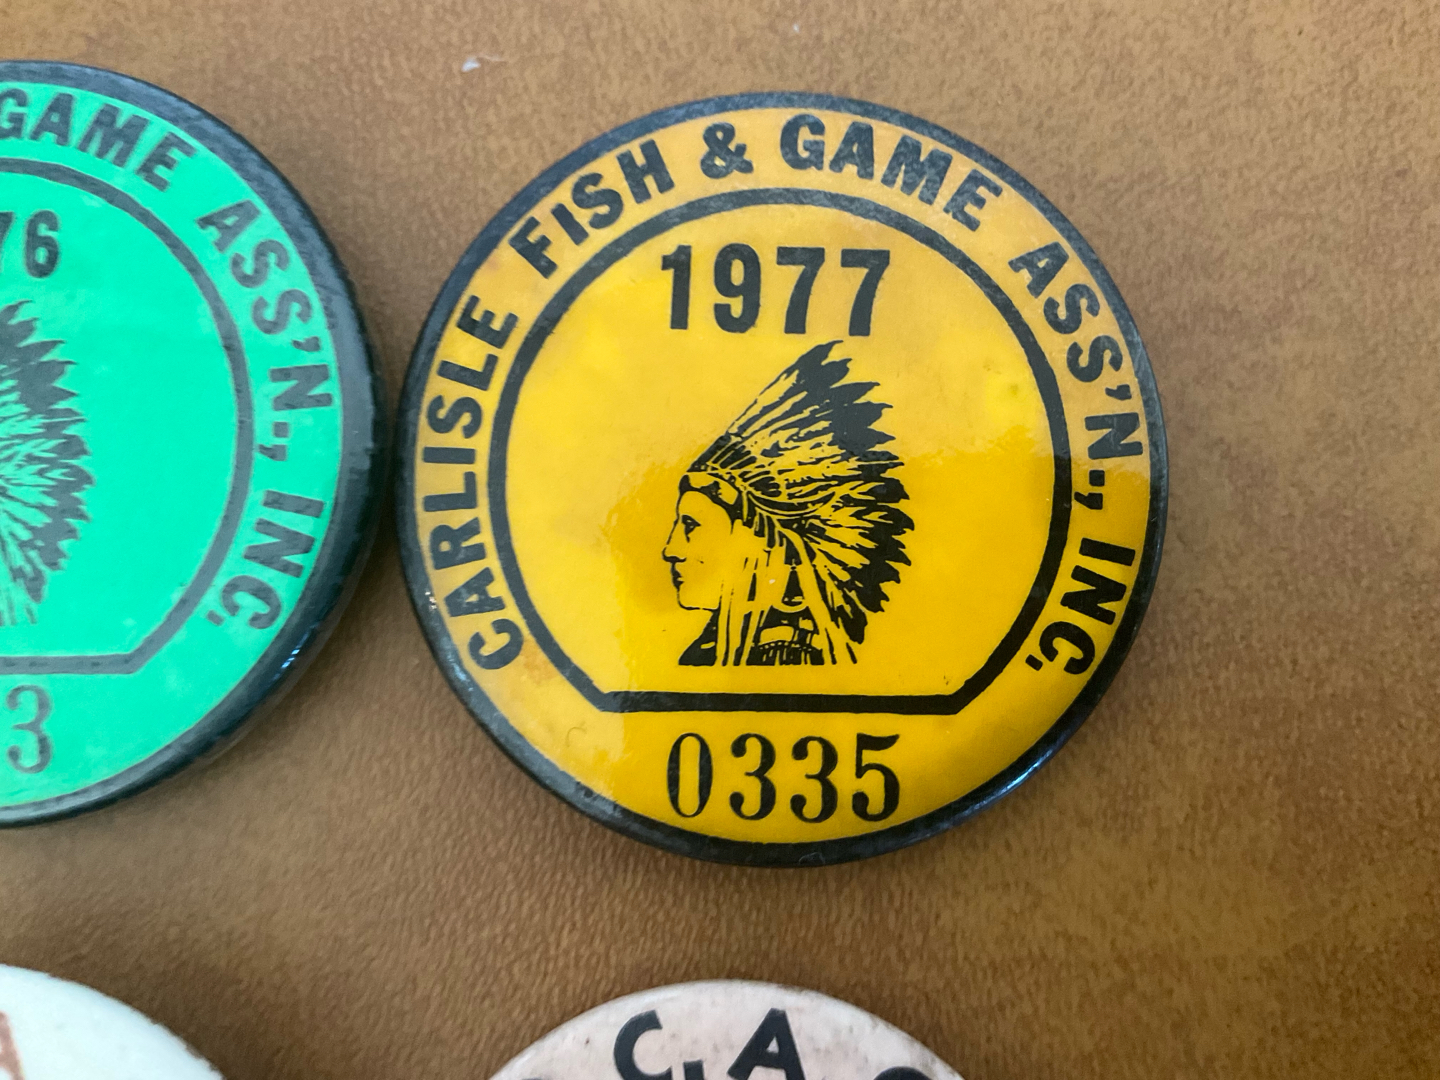 GAME ASS'N., INC.
76
3
CARLISLE FISH & GAME ASS'N., INC.
1977
0335
C. A